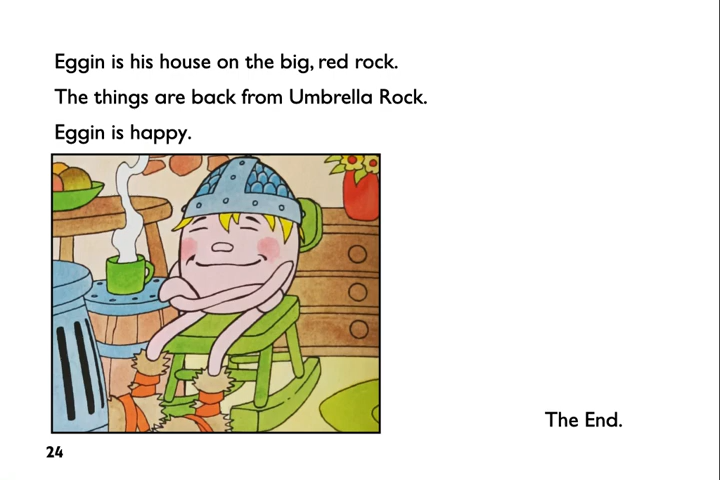 Eggin is his house on the big, red rock.
The things are back from Umbrella Rock.
Eggin is happy.
The End.
24